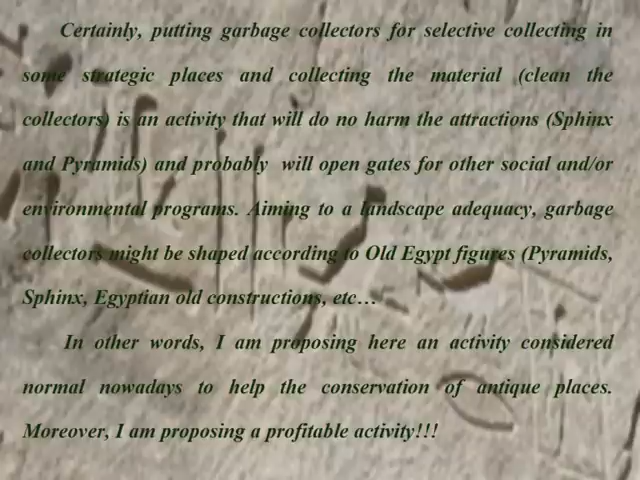 Certainly, putting garbage collectors for selective collecting in
some strategic places and collecting the material (clean the
collectors) is an activity that will do no harm the attractions (Sphinx
and Pyramids) and probably will open gates for other social and/or
environmental programs. Aiming to a landscape adequacy, garbage
collectors might be shaped according to Old Egypt figures (Pyramids,
Sphinx, Egyptian old constructions, etc…
In other words, I am proposing here an activity considered
normal nowadays to help the conservation of antique places.
Moreover, I am proposing a profitable activity!!!